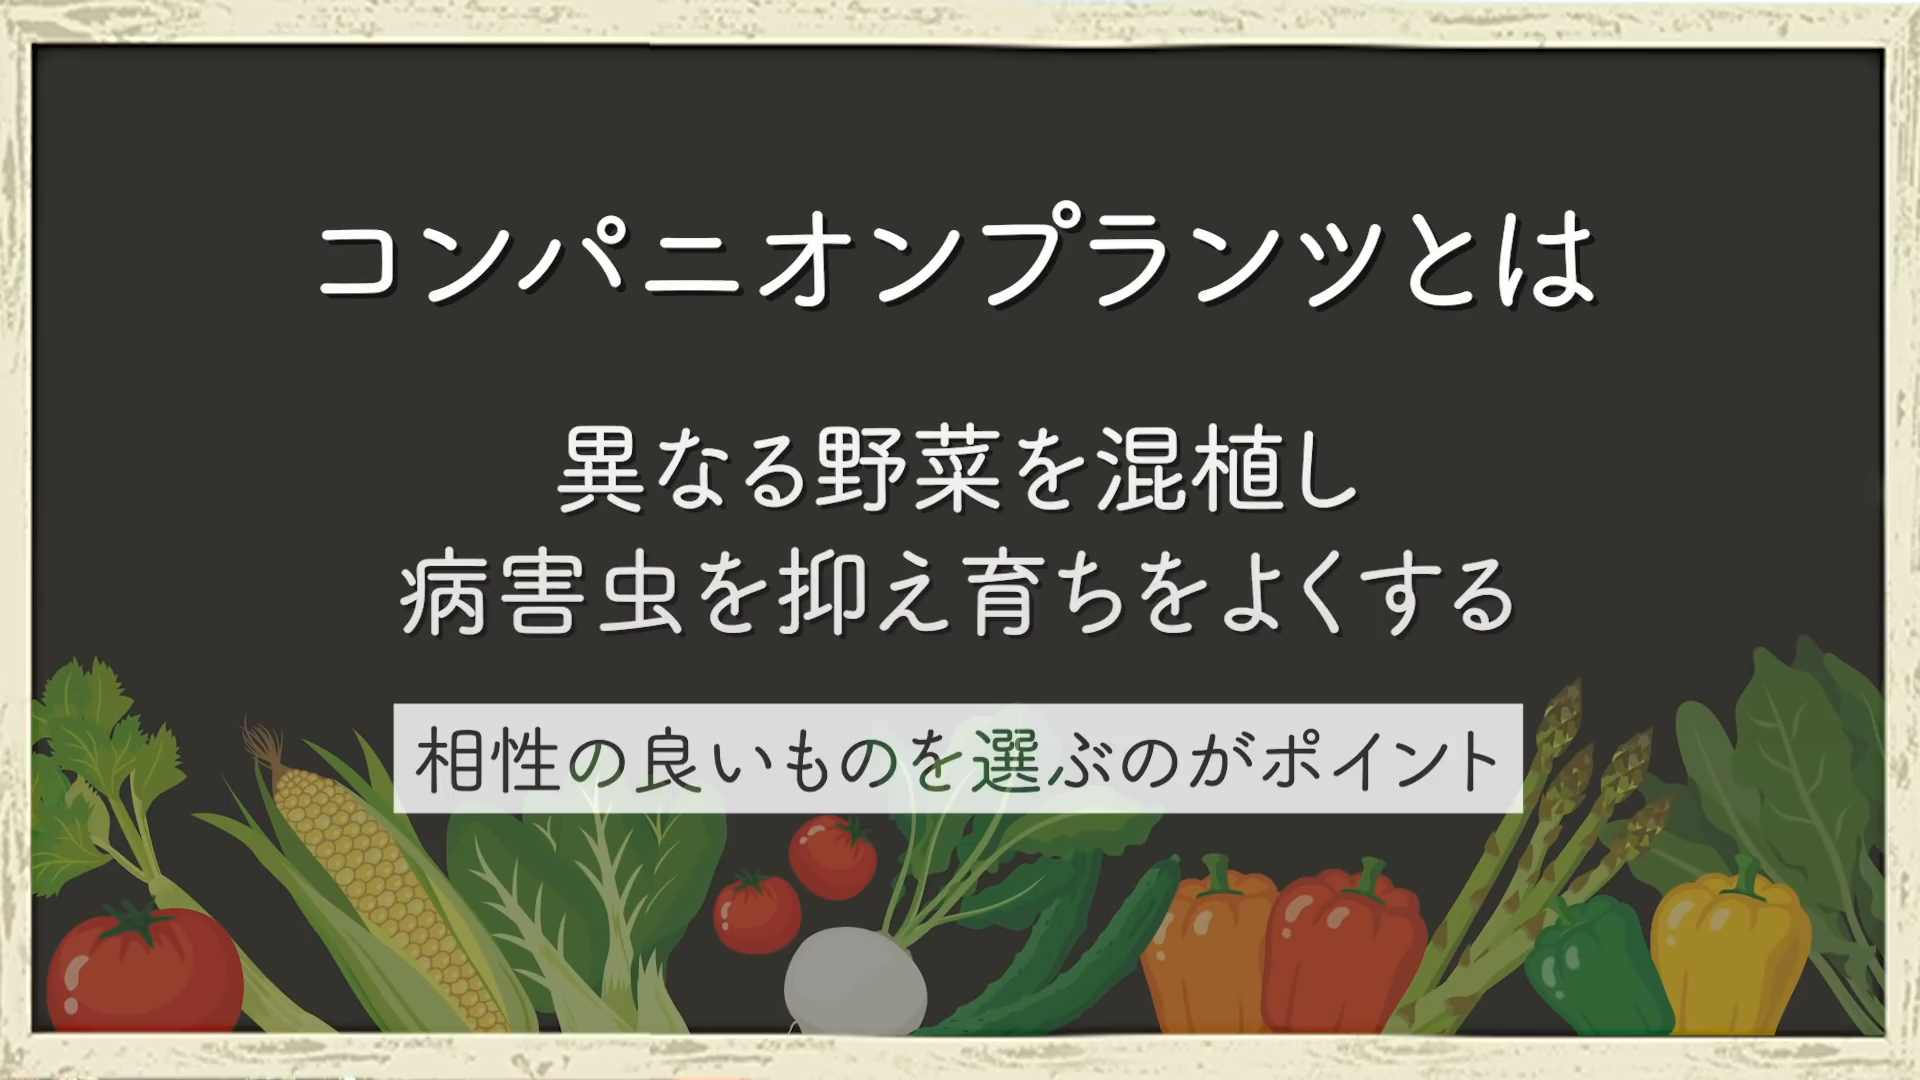 コンパニオンプランツとは
異なる野菜を混植し
病害虫を抑え育ちをよくする
相性の良いものを選ぶのがポイント